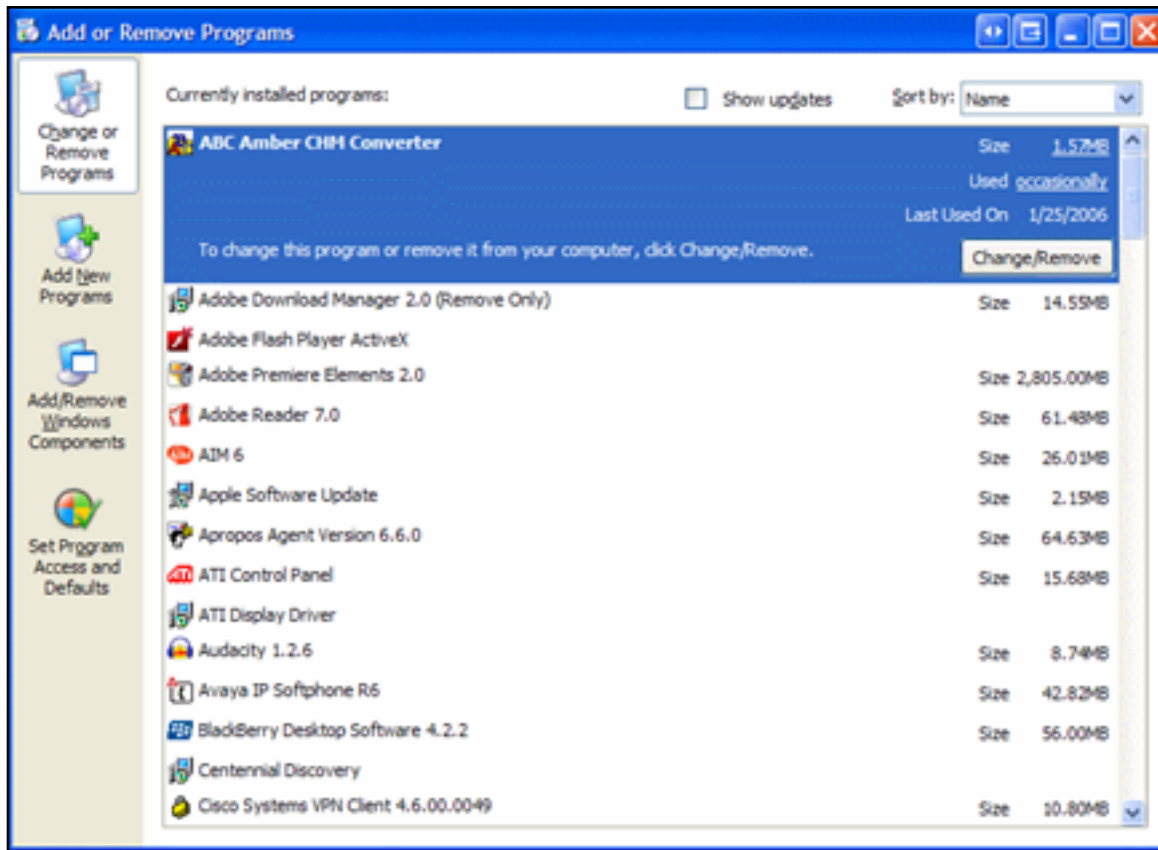 Add or Remove Programs
Change or
Remove
Programs
Add New
Programs
Add/Remove
Windows
Components
Set Program
Access and
Defaults
Currently installed programs:
Show updates
Sort by: Name
ABC Amber CHM Converter Size 1.57MB
Used occasionally
Last Used On 1/25/2006
To change this program or remove it from your computer, click Change/Remove. Change/Remove
Adobe Download Manager 2.0 (Remove Only) Size 14.55MB
Adobe Flash Player ActiveX
Adobe Premiere Elements 2.0 Size 2,805.00MB
Adobe Reader 7.0 Size 61.48MB
AIM 6 Size 26.01MB
Apple Software Update Size 2.15MB
Apropos Agent Version 6.6.0 Size 64.63MB
ATI Control Panel Size 15.68MB
ATI Display Driver
Audacity 1.2.6 Size 8.74MB
Avaya IP Softphone R6 Size 42.82MB
BlackBerry Desktop Software 4.2.2 Size 56.00MB
Centennial Discovery
Cisco Systems VPN Client 4.6.00.0049 Size 10.80MB